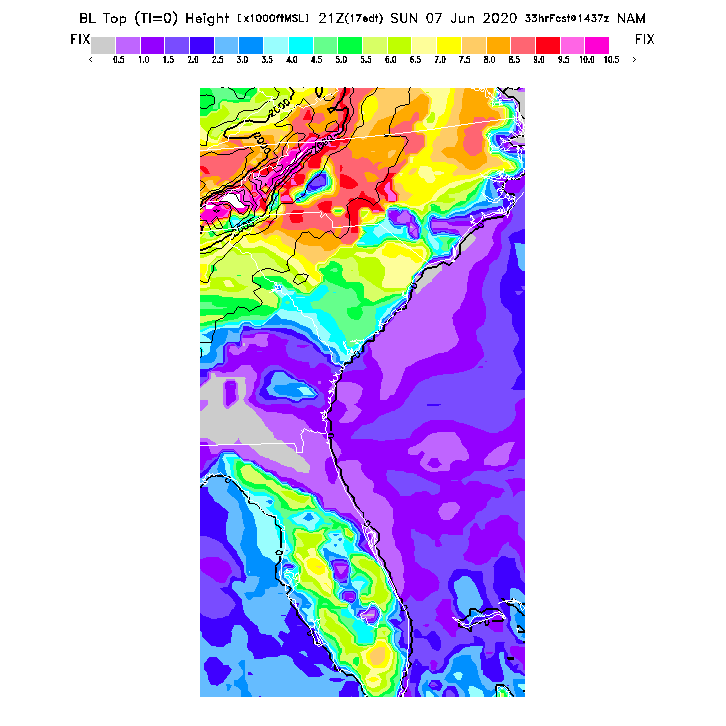 BL Top (TI=0) Height [x1000ftMSL] 21Z(17edt) SUN 07 Jun 2020 33hrFcst@1437z NAM
FIX FIX
< 0.5 1.0 1.5 2.0 2.5 3.0 3.5 4.0 4.5 5.0 5.5 6.0 6.5 7.0 7.5 8.0 8.5 9.0 9.5 10.0 10.5 >
2000